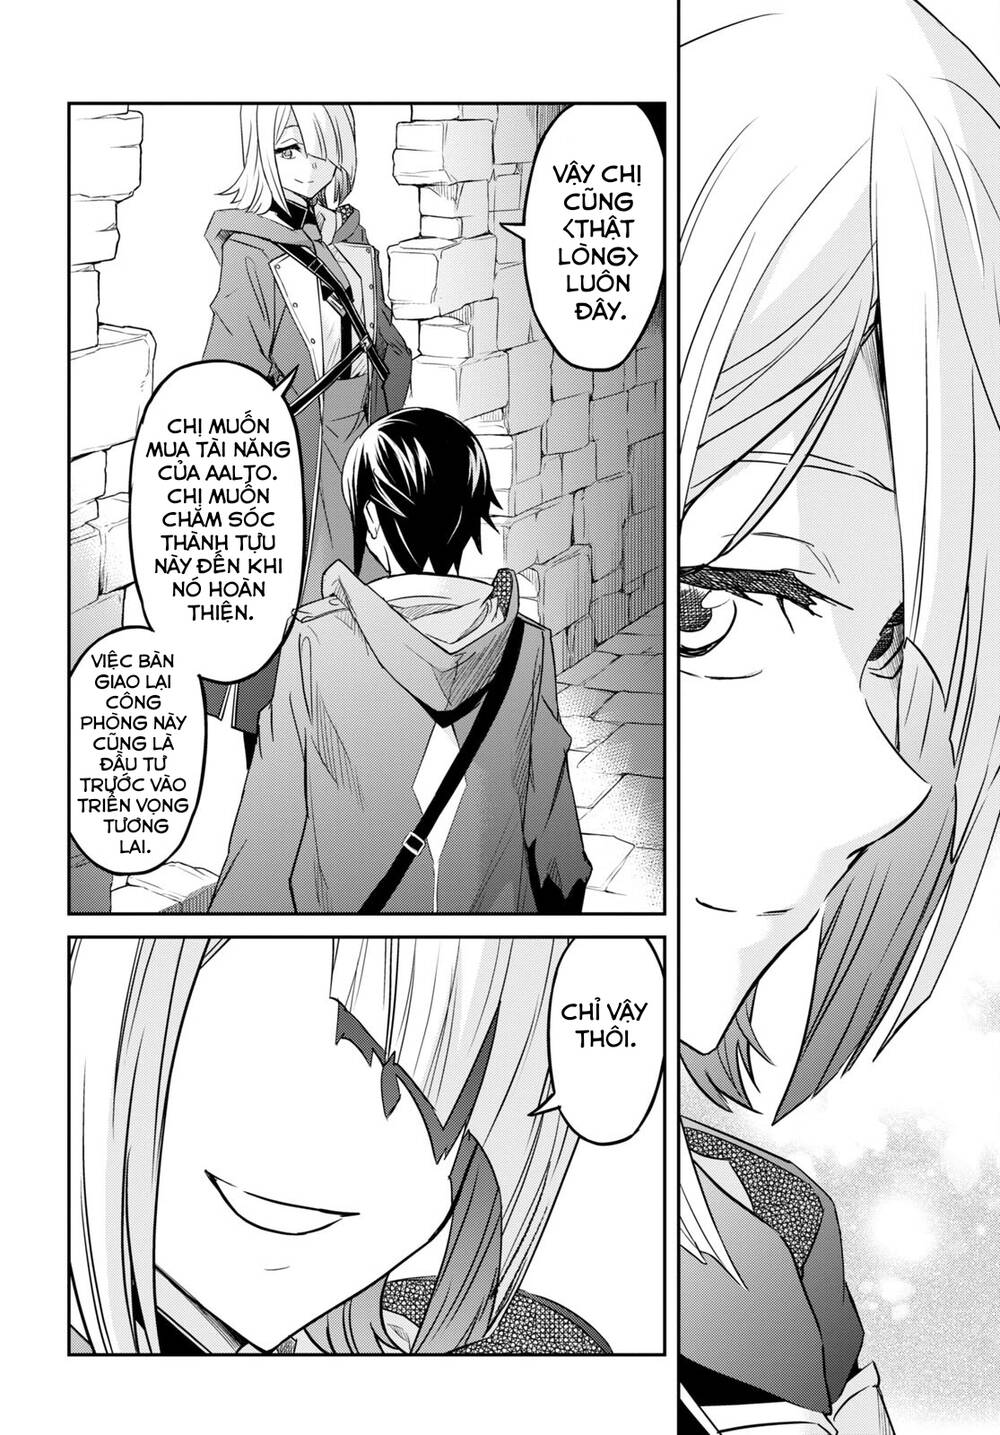 VẬY CHỊ
CŨNG
<THẬT
LÒNG>
LUÔN
ĐÂY.
CHỊ MUỐN
MUA TÀI NĂNG
CỦA AALTO.
CHỊ MUỐN
CHĂM SÓC
THÀNH TỰU
NÀY ĐẾN KHI
NÓ HOÀN
THIỆN.
VIỆC BÀN
GIAO LẠI
CÔNG
PHÒNG NÀY
CŨNG LÀ
ĐẦU TƯ
TRƯỚC VÀO
TRIỂN VỌNG
TƯƠNG
LAI.
CHỈ VẬY
THÔI.